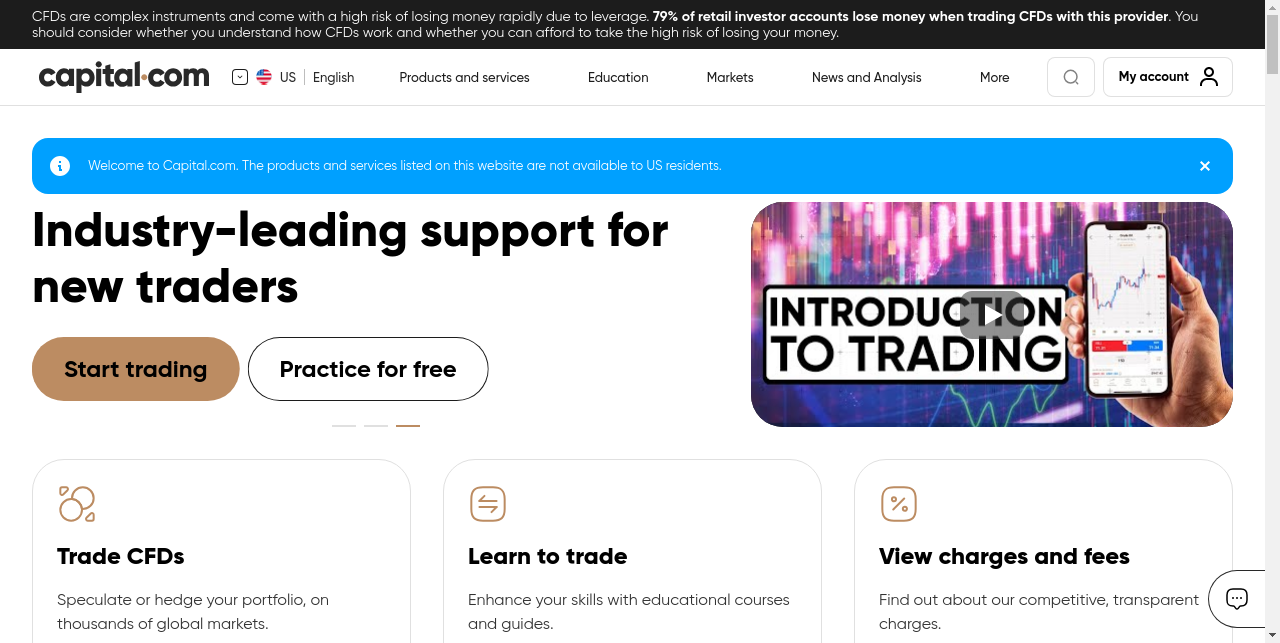 CFDs are complex instruments and come with a high risk of losing money rapidly due to leverage. 79% of retail investor accounts lose money when trading CFDs with this provider. You
should consider whether you understand how CFDs work and whether you can afford to take the high risk of losing your money.
capital.com
US
English
Products and services
Education
Markets
News and Analysis
More
My account
Welcome to Capital.com. The products and services listed on this website are not available to US residents.
Industry-leading support for
new traders
Start trading
Practice for free
INTRODUCTION
TO TRADING
Trade CFDs
Speculate or hedge your portfolio, on
thousands of global markets.
Learn to trade
Enhance your skills with educational courses
and guides.
View charges and fees
Find out about our competitive, transparent
charges.